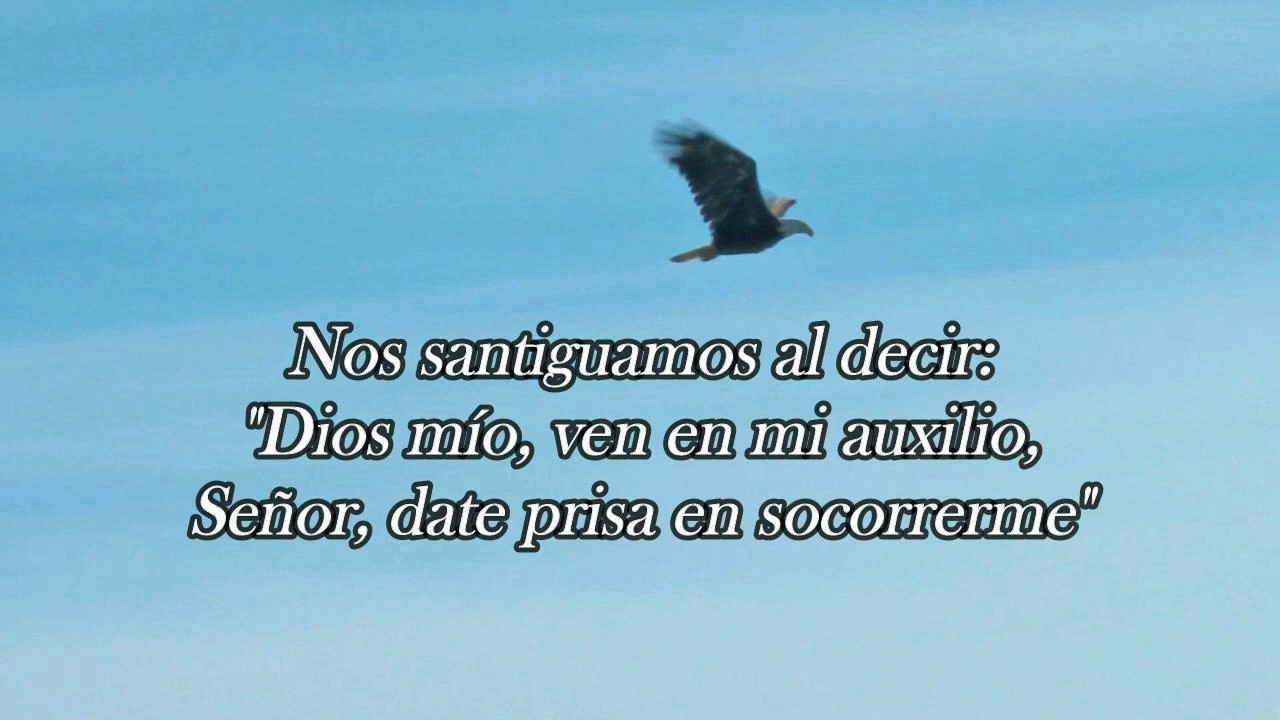 Nos santiguamos al decir:
"Dios mío, ven en mi auxilio,
Señor, date prisa en socorrerme"